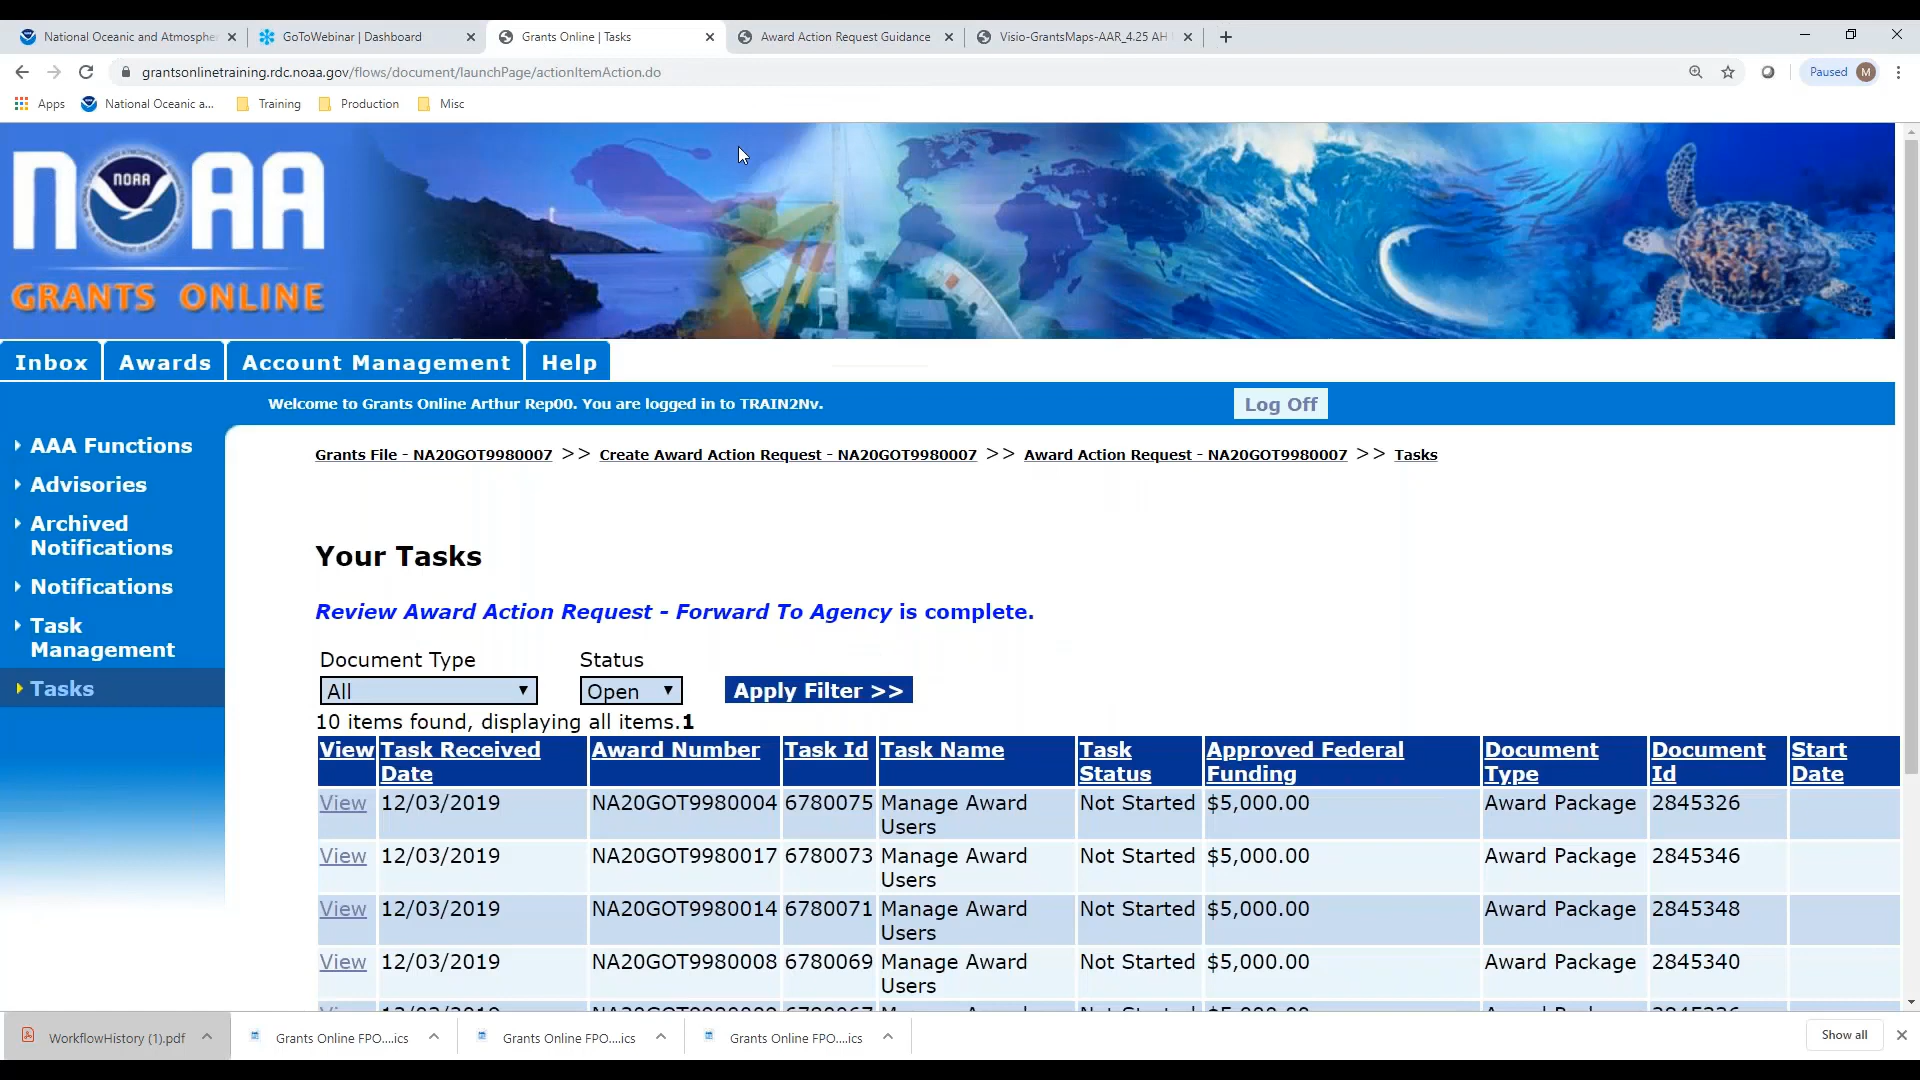 National Oceanic and Atmosphe
GoToWebinar | Dashboard
Grants Online | Tasks
Award Action Request Guidance
Visio-GrantsMaps-AAR_4.25 AH
grantsonlinetraining.rdc.noaa.gov/flows/document/launchPage/actionItemAction.do
Paused M
Apps
National Oceanic a...
Training
Production
Misc
NOAA
NOAA
GRANTS ONLINE
Inbox
Awards
Account Management
Help
Welcome to Grants Online Arthur Rep00. You are logged in to TRAIN2Nv.
Log Off
AAA Functions
Advisories
Archived
Notifications
Notifications
Task
Management
Tasks
Grants File - NA20GOT9980007 >> Create Award Action Request - NA20GOT9980007 >> Award Action Request - NA20GOT9980007 >> Tasks
Your Tasks
Review Award Action Request - Forward To Agency is complete.
Document Type Status
All Open Apply Filter >>
10 items found, displaying all items.1
View Task Received Date Award Number Task Id Task Name Task Status Approved Federal Funding Document Type Document Id Start Date
View 12/03/2019 NA20GOT9980004 6780075 Manage Award Users Not Started $5,000.00 Award Package 2845326
View 12/03/2019 NA20GOT9980017 6780073 Manage Award Users Not Started $5,000.00 Award Package 2845346
View 12/03/2019 NA20GOT9980014 6780071 Manage Award Users Not Started $5,000.00 Award Package 2845348
View 12/03/2019 NA20GOT9980008 6780069 Manage Award Users Not Started $5,000.00 Award Package 2845340
WorkflowHistory (1).pdf
Grants Online FPO....ics
Grants Online FPO....ics
Grants Online FPO....ics
Show all